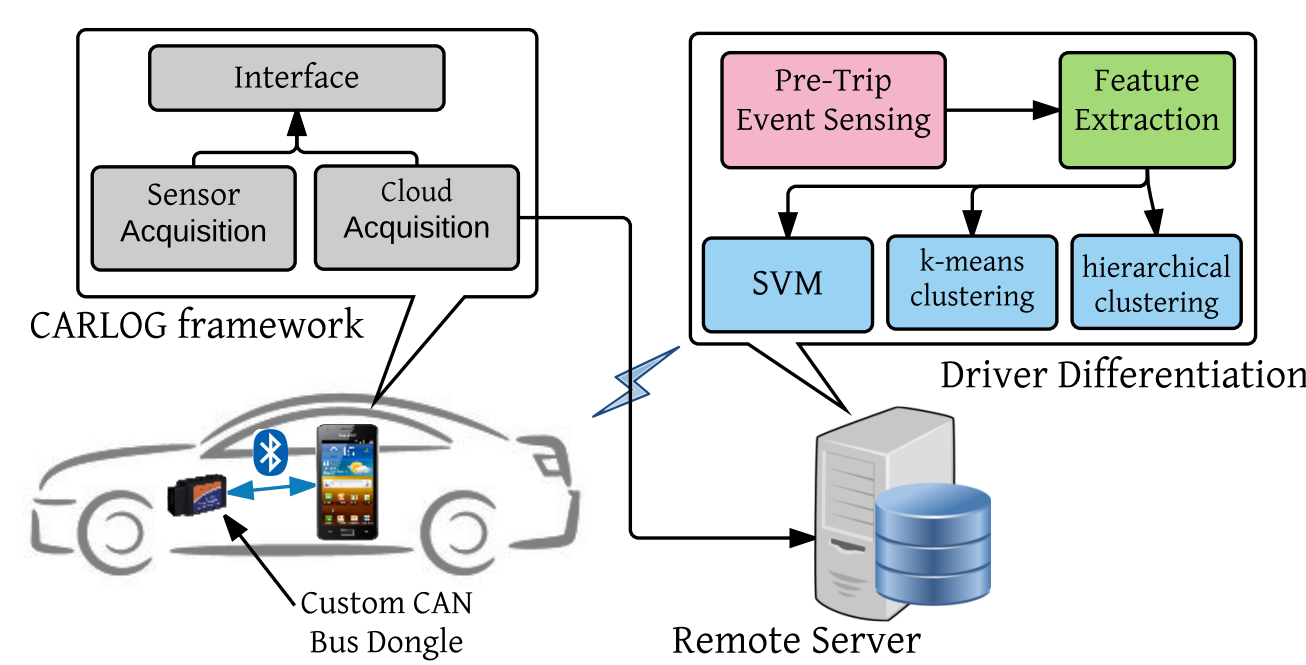 Interface
Sensor
Acquisition
Cloud
Acquisition
CARLOG framework
Pre-Trip
Event Sensing
Feature
Extraction
SVM
k-means
clustering
hierarchical
clustering
Driver Differentiation
Custom CAN
Bus Dongle
Remote Server